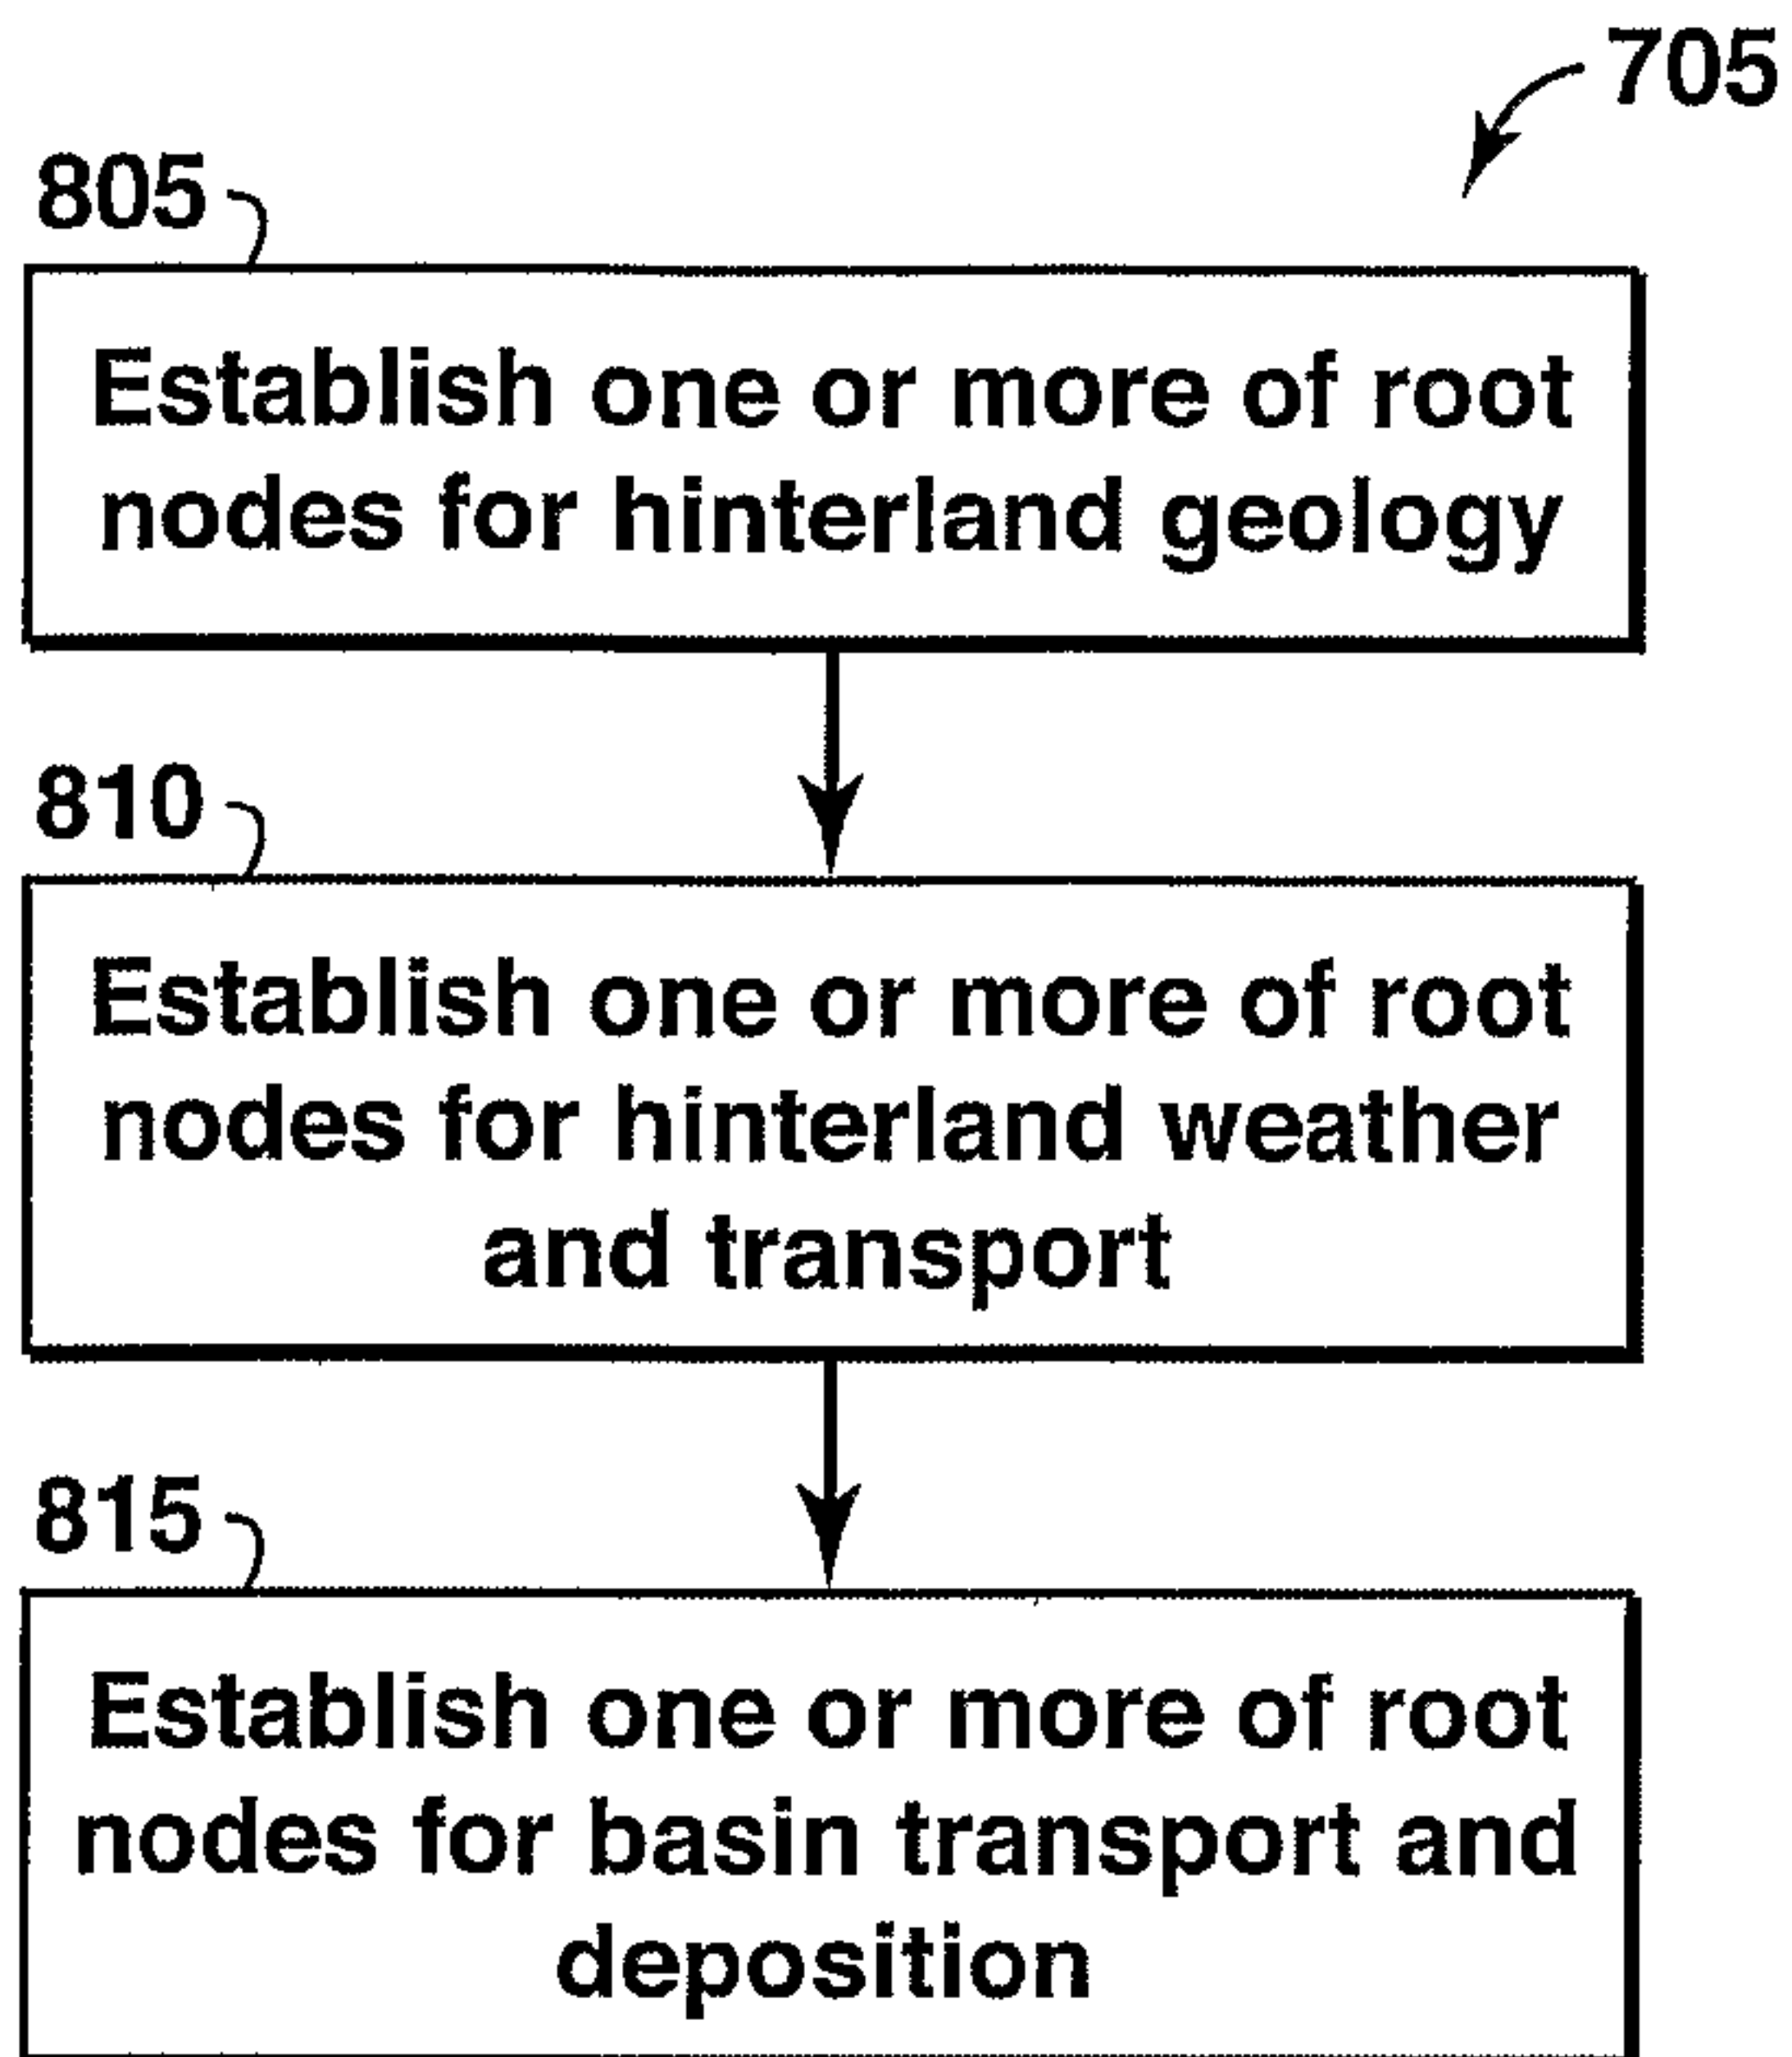 705
805
Establish one or more of root
nodes for hinterland geology
810
Establish one or more of root
nodes for hinterland weather
and transport
815
Establish one or more of root
nodes for basin transport and
deposition